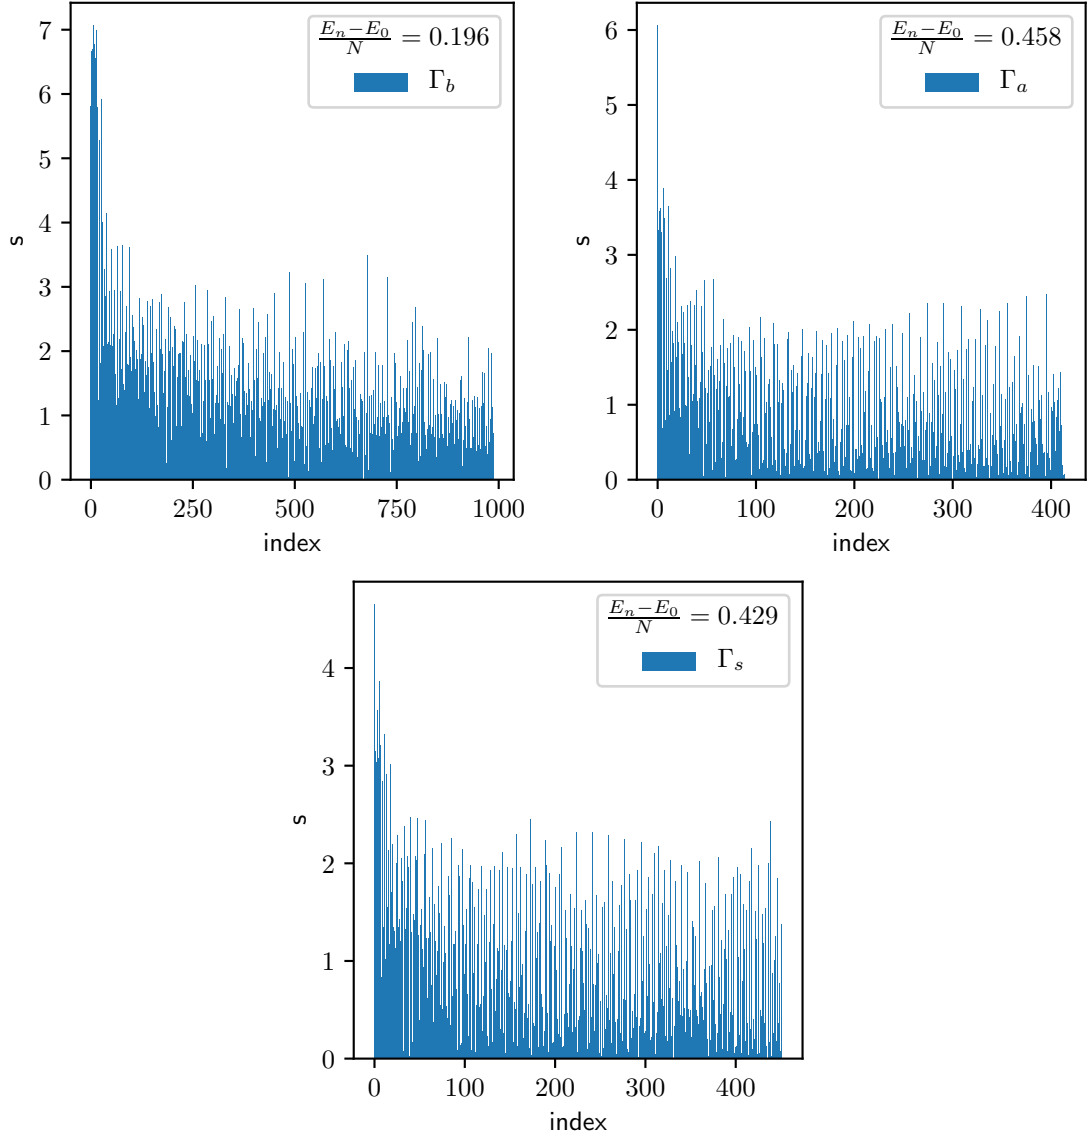 7
6
5
4
3
2
1
0
s
0
250
500
750
1000
index
(E_n−E_0)/N = 0.196
Γ_b
6
5
4
3
2
1
0
s
0
100
200
300
400
index
(E_n−E_0)/N = 0.458
Γ_a
4
3
2
1
0
s
0
100
200
300
400
index
(E_n−E_0)/N = 0.429
Γ_s